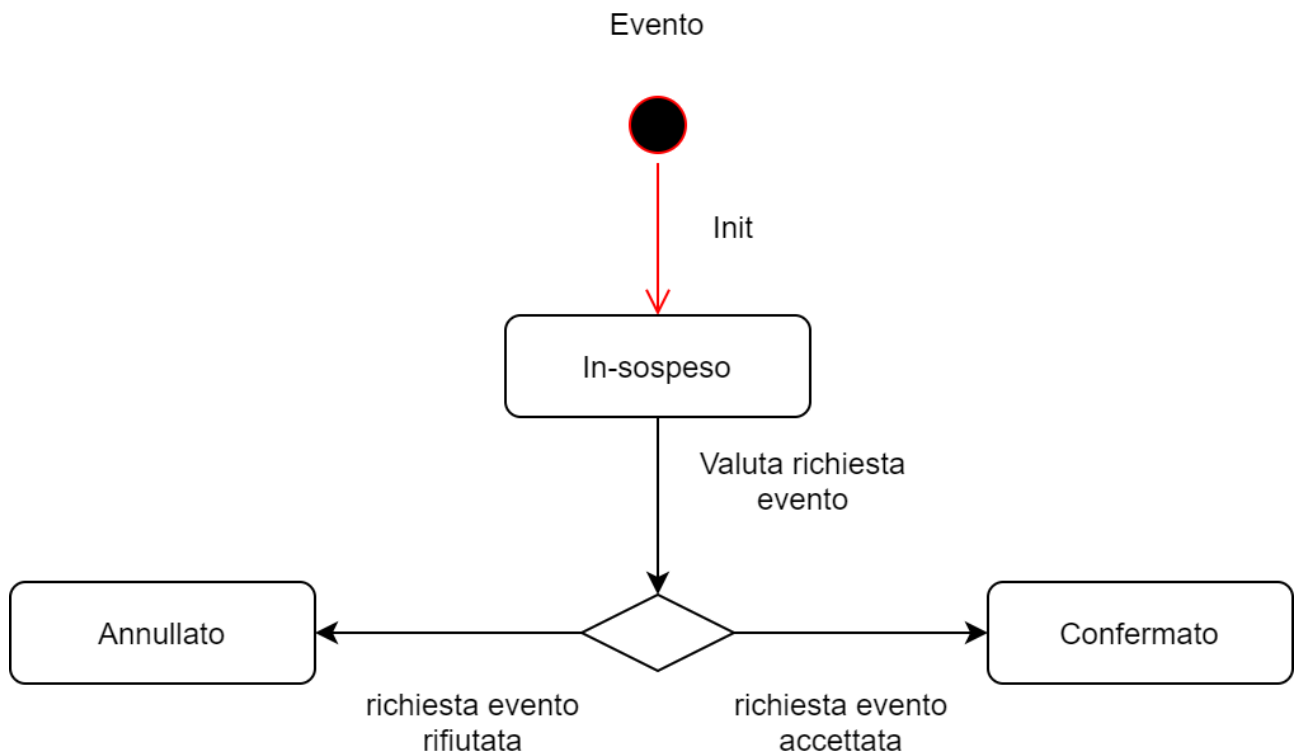 Evento
Init
In-sospeso
Valuta richiesta
evento
Annullato
Confermato
richiesta evento
rifiutata
richiesta evento
accettata